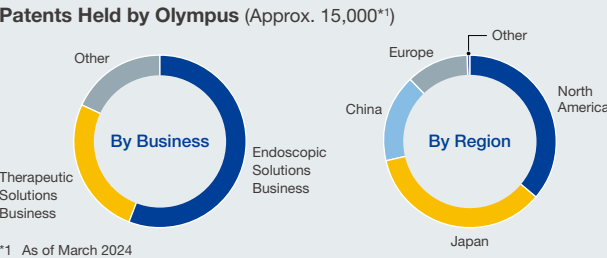 Patents Held by Olympus (Approx. 15,000*1)
Other
By Business
Endoscopic
Solutions
Business
Therapeutic
Solutions
Business
Other
Europe
North
America
China
By Region
Japan
*1 As of March 2024